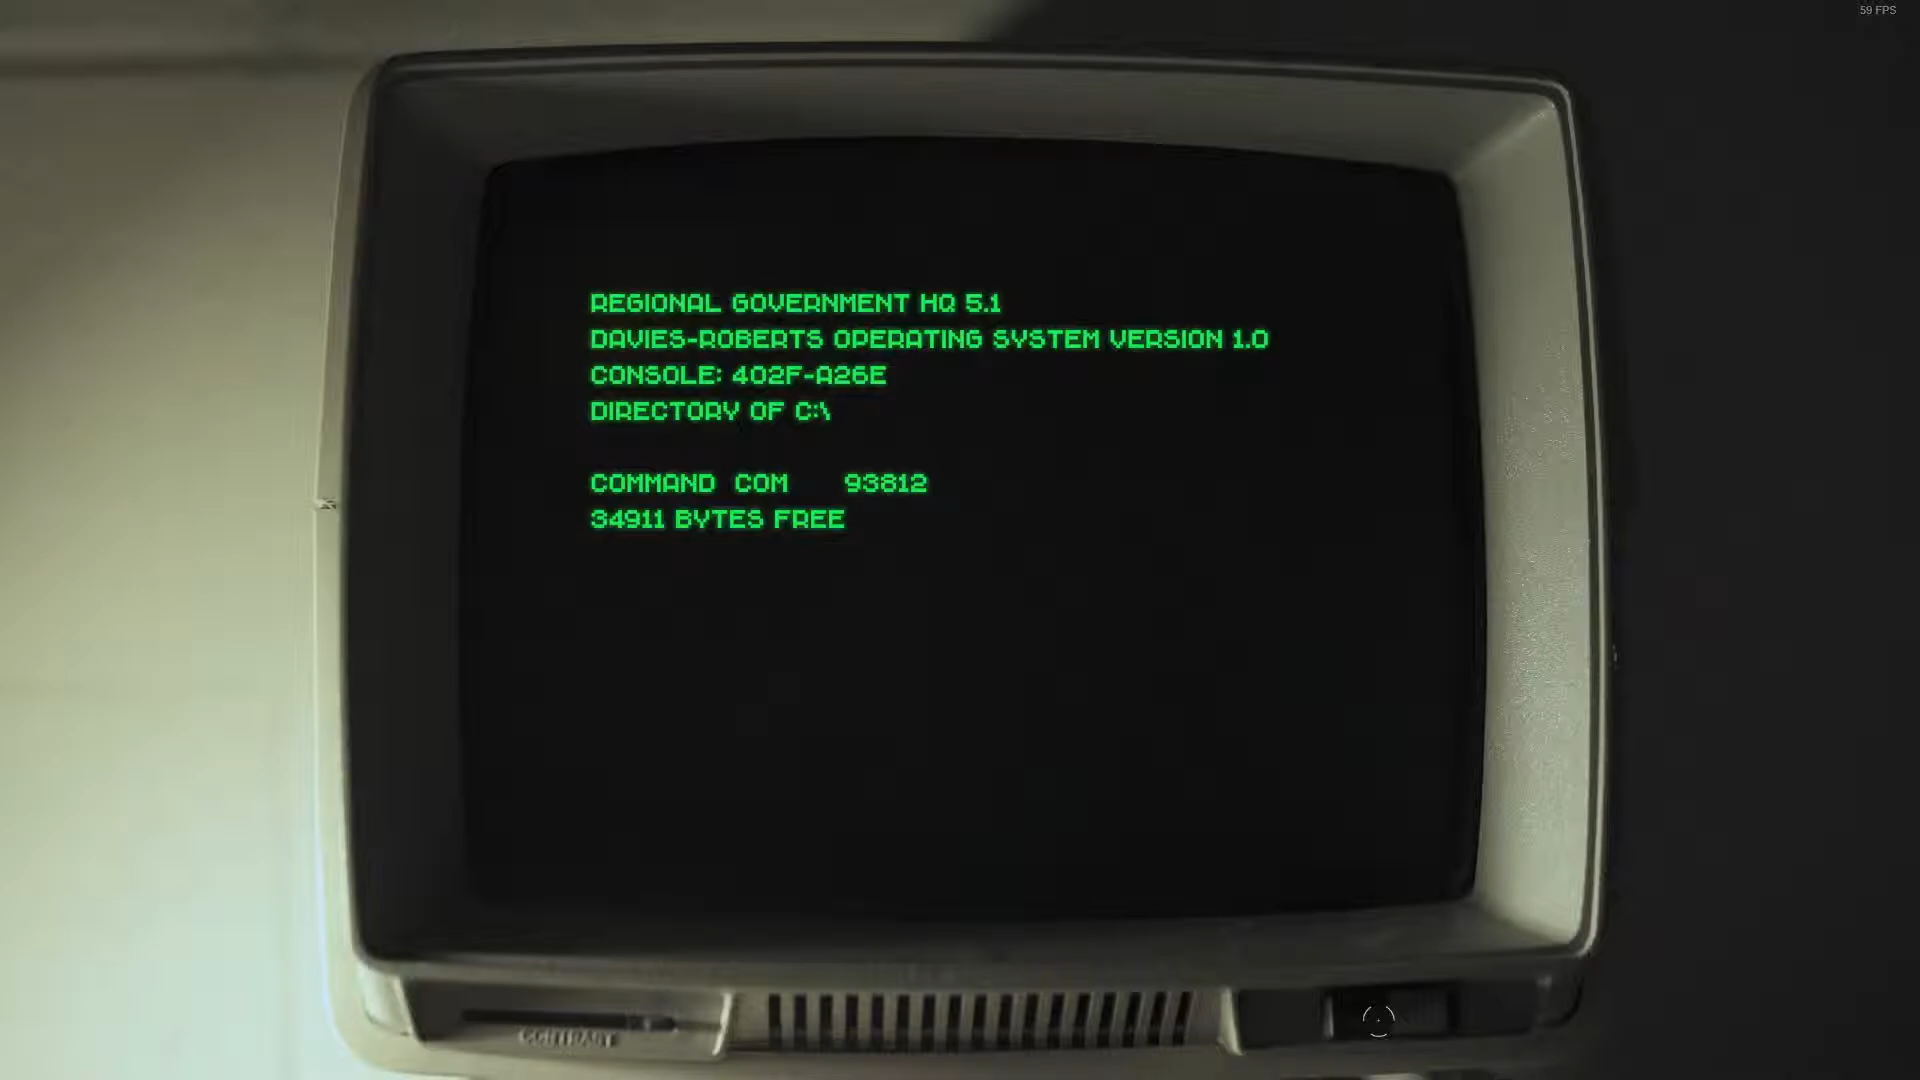 59 FPS
REGIONAL GOVERNMENT HQ 5.1
DAVIES-ROBERTS OPERATING SYSTEM VERSION 1.0
CONSOLE: 402F-A26E
DIRECTORY OF C:\
COMMAND COM 93812
34911 BYTES FREE
CONTRAST